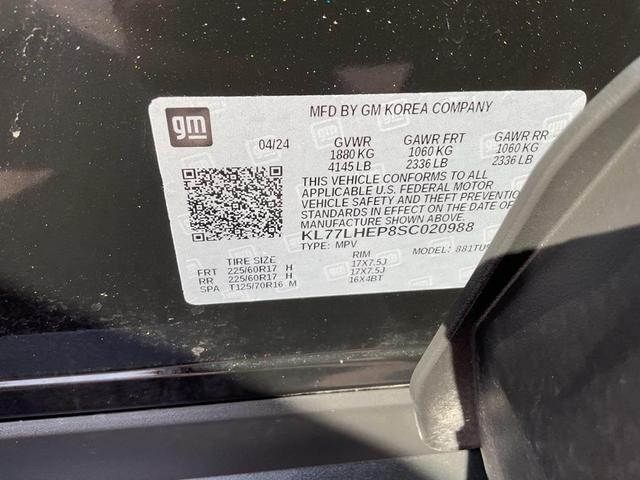 gm
MFD BY GM KOREA COMPANY
04/24 GVWR GAWR FRT GAWR RR
1880 KG 1060 KG 1060 KG
4145 LB 2336 LB 2336 LB
THIS VEHICLE CONFORMS TO ALL
APPLICABLE U.S. FEDERAL MOTOR
VEHICLE SAFETY AND THEFT PREVENTION
STANDARDS IN EFFECT ON THE DATE OF
MANUFACTURE SHOWN ABOVE.
KL77LHEP8SC020988
TYPE: MPV MODEL: 881TUS
TIRE SIZE RIM
FRT 225/60R17 H 17X7.5J
RR 225/60R17 H 17X7.5J
SPA T125/70R16 M 16X4BT